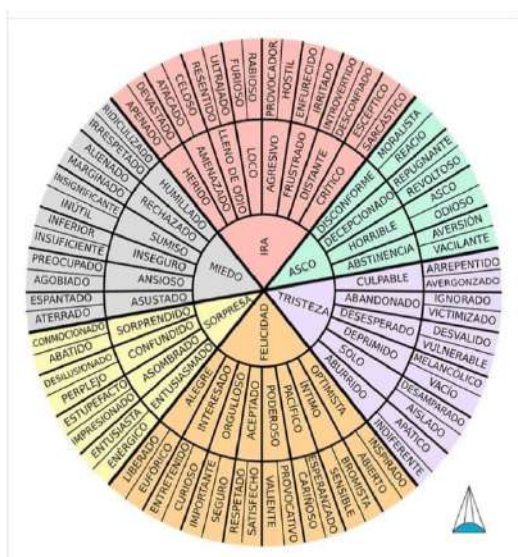 IRA
HERIDO
AMENAZADO
LLENO DE ODIO
LOCO
AGRESIVO
FRUSTRADO
DISTANTE
CRÍTICO
APENADO
DEVASTADO
ATACADO
CELOSO
RESENTIDO
ULTRAJADO
FURIOSO
RABIOSO
PROVOCADOR
HOSTIL
ENFURECIDO
IRRITADO
INTROVERTIDO
DESCONFIADO
ESCÉPTICO
SARCÁSTICO
ASCO
DISCONFORME
DECEPCIONADO
HORRIBLE
ABSTINENCIA
MORALISTA
REACIO
REPUGNANTE
REVOLTOSO
ASCO
ODIOSO
AVERSIÓN
VACILANTE
TRISTEZA
CULPABLE
ABANDONADO
DESESPERADO
DEPRIMIDO
SOLO
ABURRIDO
ARREPENTIDO
AVERGONZADO
IGNORADO
VICTIMIZADO
DESVALIDO
VULNERABLE
MELANCÓLICO
VACÍO
DESAMPARADO
AISLADO
APÁTICO
INDIFERENTE
FELICIDAD
OPTIMISTA
ÍNTIMO
PACÍFICO
PODEROSO
ACEPTADO
ORGULLOSO
INTERESADO
ALEGRE
INSPIRADO
ABIERTO
BROMISTA
SENSIBLE
ESPERANZADO
CARIÑOSO
PROVOCATIVO
VALIENTE
SATISFECHO
RESPETADO
SEGURO
IMPORTANTE
CURIOSO
ENTRETENIDO
EUFÓRICO
LIBERADO
SORPRESA
ENTUSIASMADO
ASOMBRADO
CONFUNDIDO
SORPRENDIDO
ENÉRGICO
ENTUSIASTA
IMPRESIONADO
ESTUPEFACTO
PERPLEJO
DESILUSIONADO
ABATIDO
CONMOCIONADO
MIEDO
ASUSTADO
ANSIOSO
INSEGURO
SUMISO
RECHAZADO
HUMILLADO
ATERRADO
ESPANTADO
AGOBIADO
PREOCUPADO
INSUFICIENTE
INFERIOR
INÚTIL
INSIGNIFICANTE
MARGINADO
ALIENADO
IRRESPETADO
RIDICULIZADO